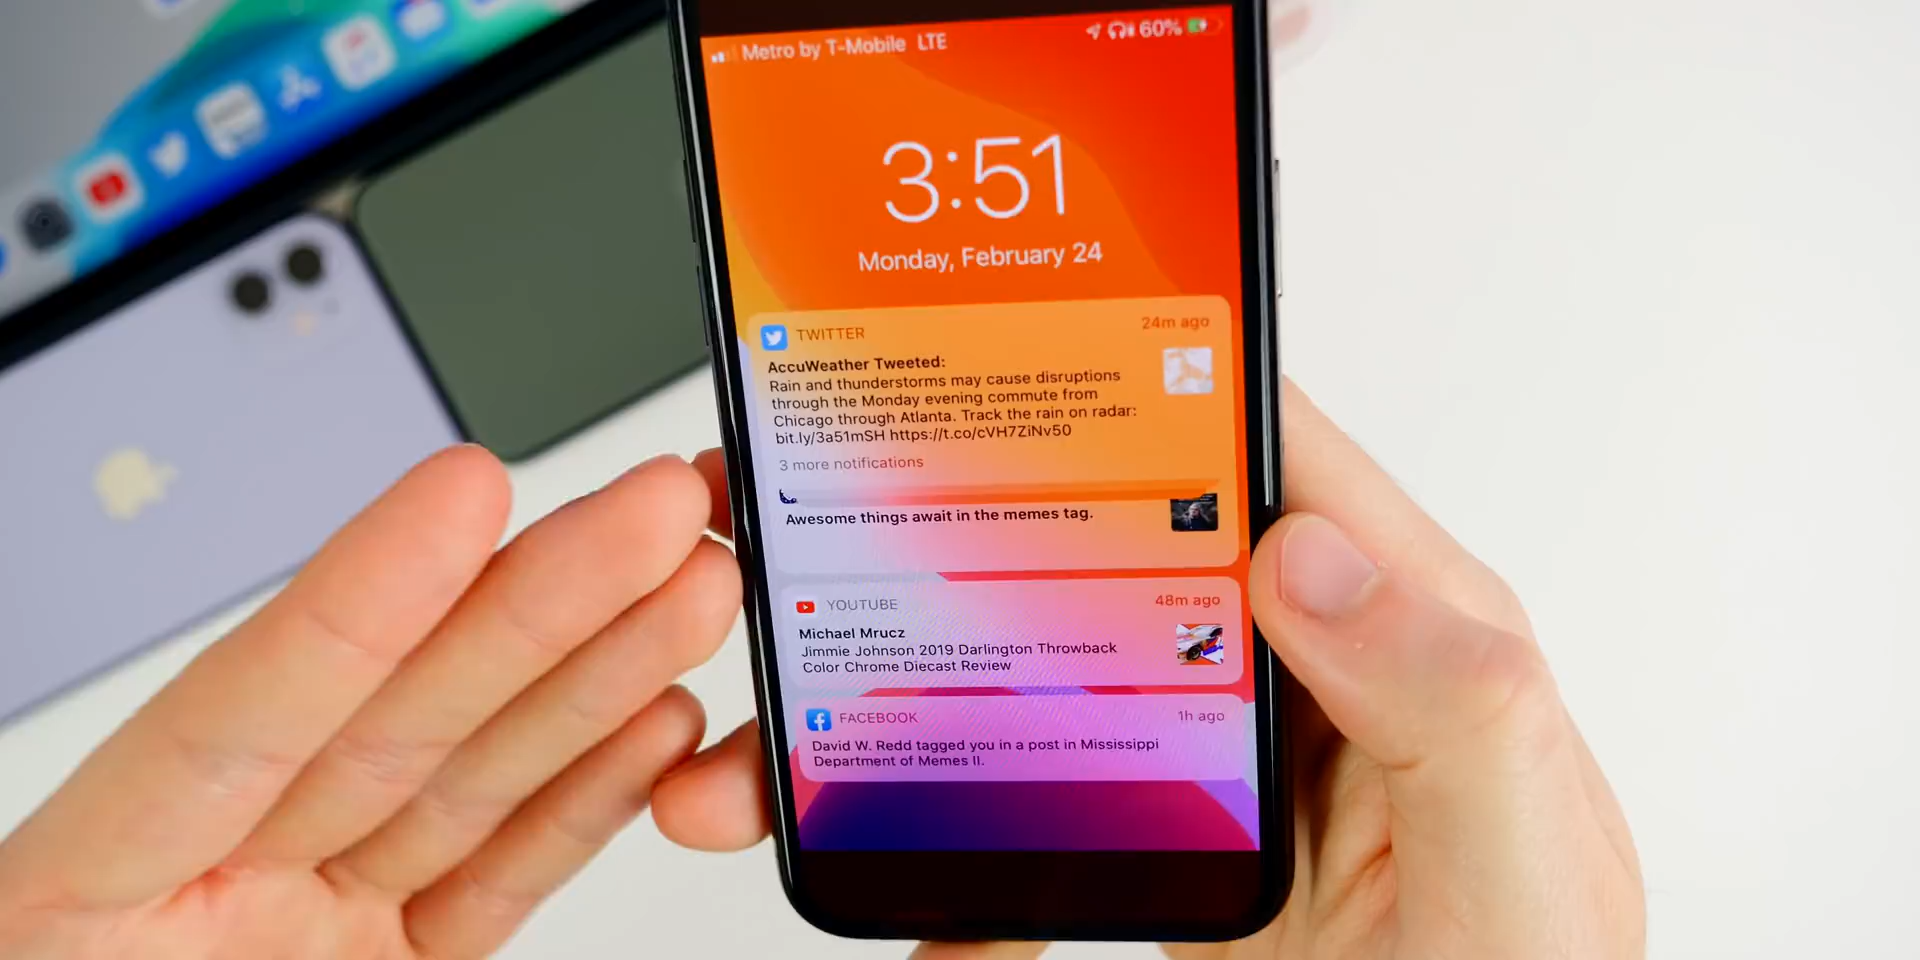 Metro by T-Mobile LTE
60%
3:51
Monday, February 24
TWITTER
24m ago
AccuWeather Tweeted:
Rain and thunderstorms may cause disruptions
through the Monday evening commute from
Chicago through Atlanta. Track the rain on radar:
bit.ly/3a51mSH https://t.co/cVH7ZiNv50
3 more notifications
Awesome things await in the memes tag.
YOUTUBE
48m ago
Michael Mrucz
Jimmie Johnson 2019 Darlington Throwback
Color Chrome Diecast Review
FACEBOOK
1h ago
David W. Redd tagged you in a post in Mississippi
Department of Memes II.